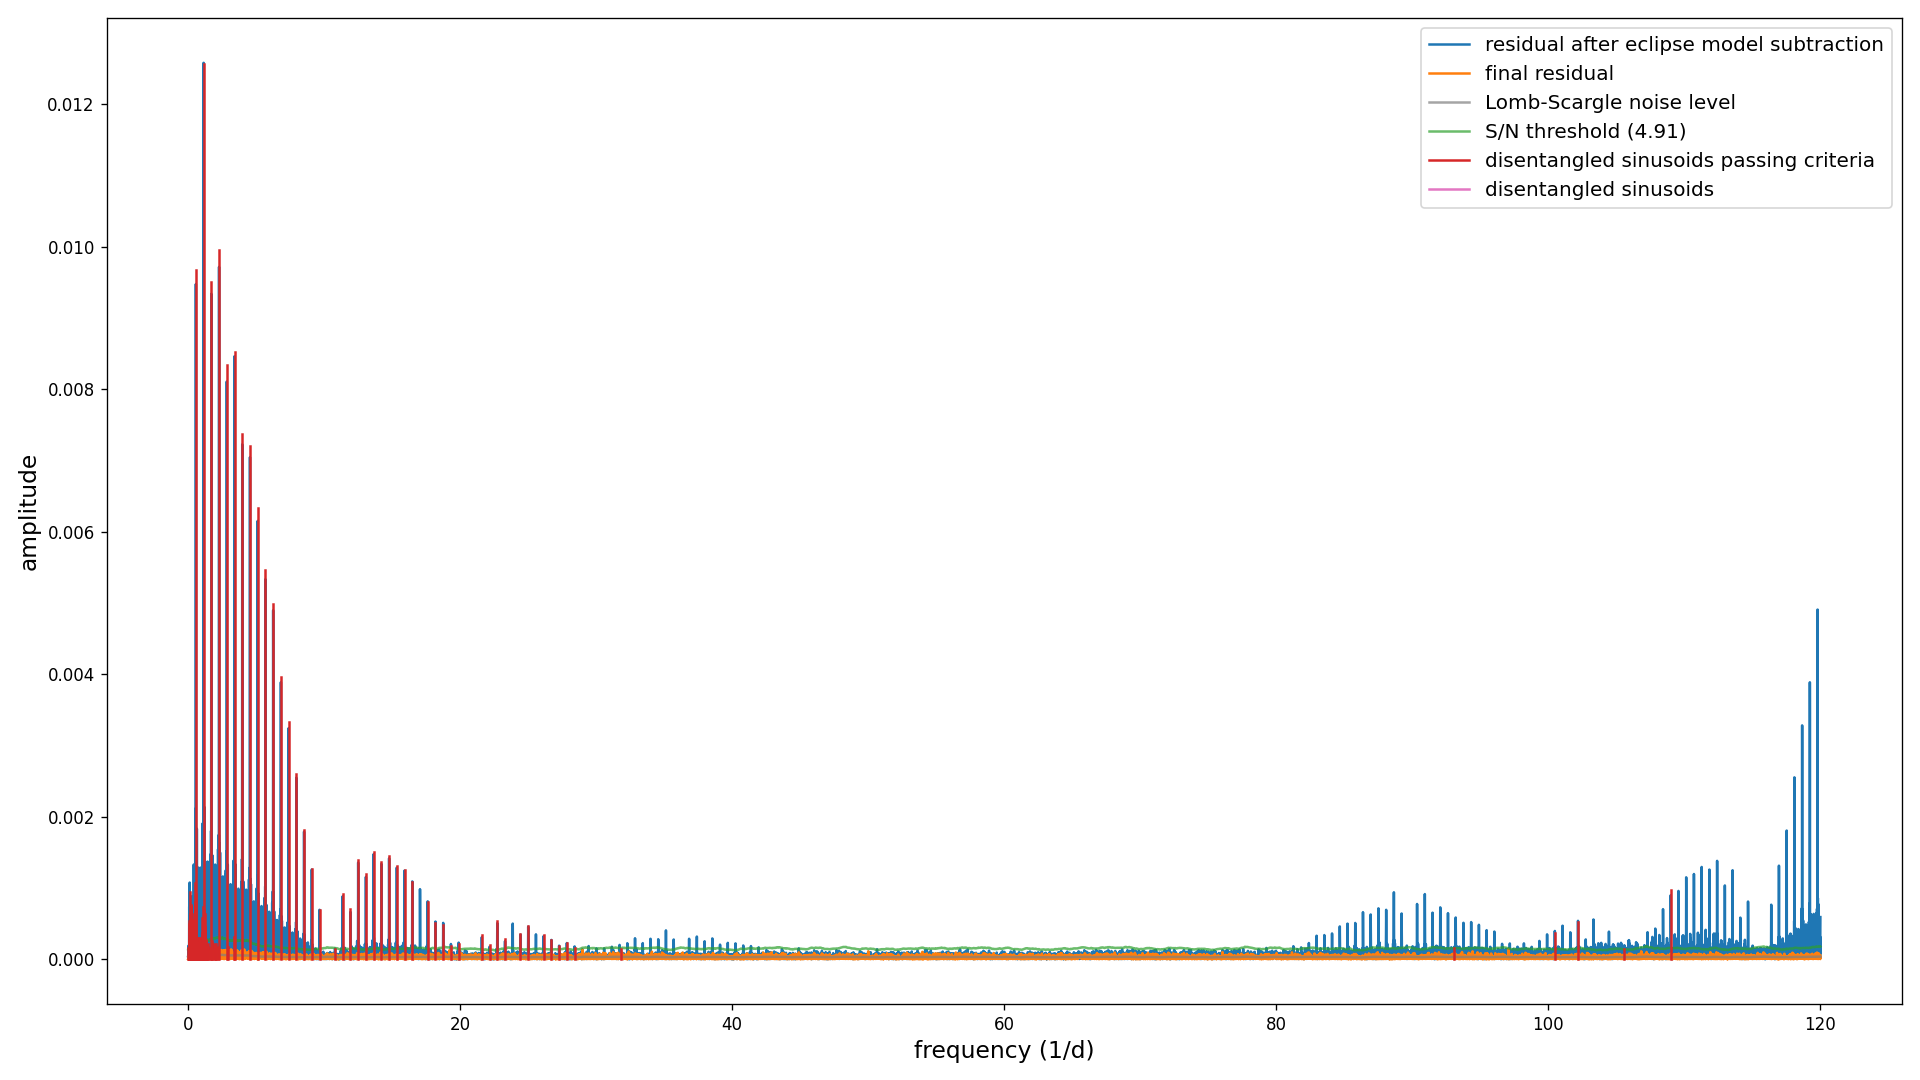 residual after eclipse model subtraction
final residual
Lomb-Scargle noise level
S/N threshold (4.91)
disentangled sinusoids passing criteria
disentangled sinusoids
amplitude
0.012
0.010
0.008
0.006
0.004
0.002
0.000
0 20 40 60 80 100 120
frequency (1/d)